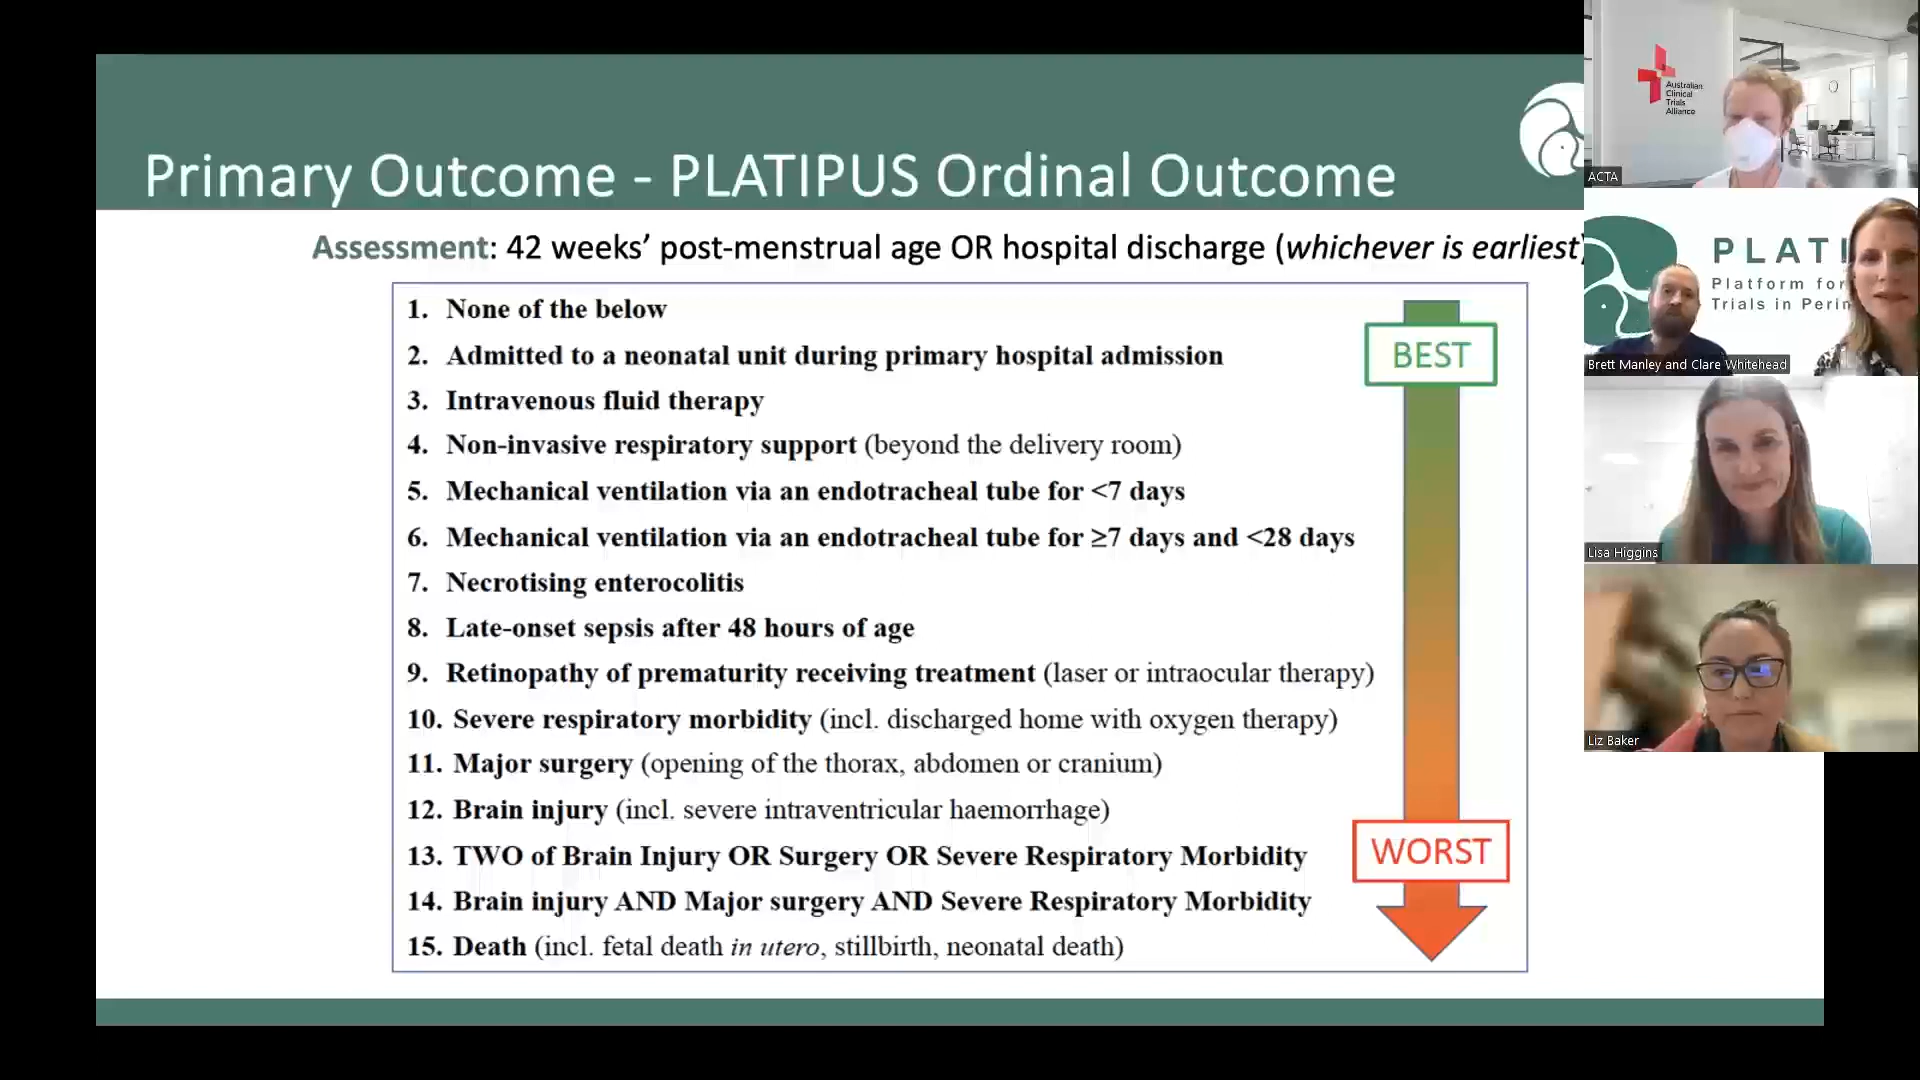 Primary Outcome - PLATIPUS Ordinal Outcome
Assessment: 42 weeks’ post-menstrual age OR hospital discharge (whichever is earliest)
1. None of the below
2. Admitted to a neonatal unit during primary hospital admission
3. Intravenous fluid therapy
4. Non-invasive respiratory support (beyond the delivery room)
5. Mechanical ventilation via an endotracheal tube for <7 days
6. Mechanical ventilation via an endotracheal tube for ≥7 days and <28 days
7. Necrotising enterocolitis
8. Late-onset sepsis after 48 hours of age
9. Retinopathy of prematurity receiving treatment (laser or intraocular therapy)
10. Severe respiratory morbidity (incl. discharged home with oxygen therapy)
11. Major surgery (opening of the thorax, abdomen or cranium)
12. Brain injury (incl. severe intraventricular haemorrhage)
13. TWO of Brain Injury OR Surgery OR Severe Respiratory Morbidity
14. Brain injury AND Major surgery AND Severe Respiratory Morbidity
15. Death (incl. fetal death in utero, stillbirth, neonatal death)
BEST
WORST
Australian
Clinical
Trials
Alliance
ACTA
PLATI
Platform for
Trials in Perin
Brett Manley and Clare Whitehead
Lisa Higgins
Liz Baker